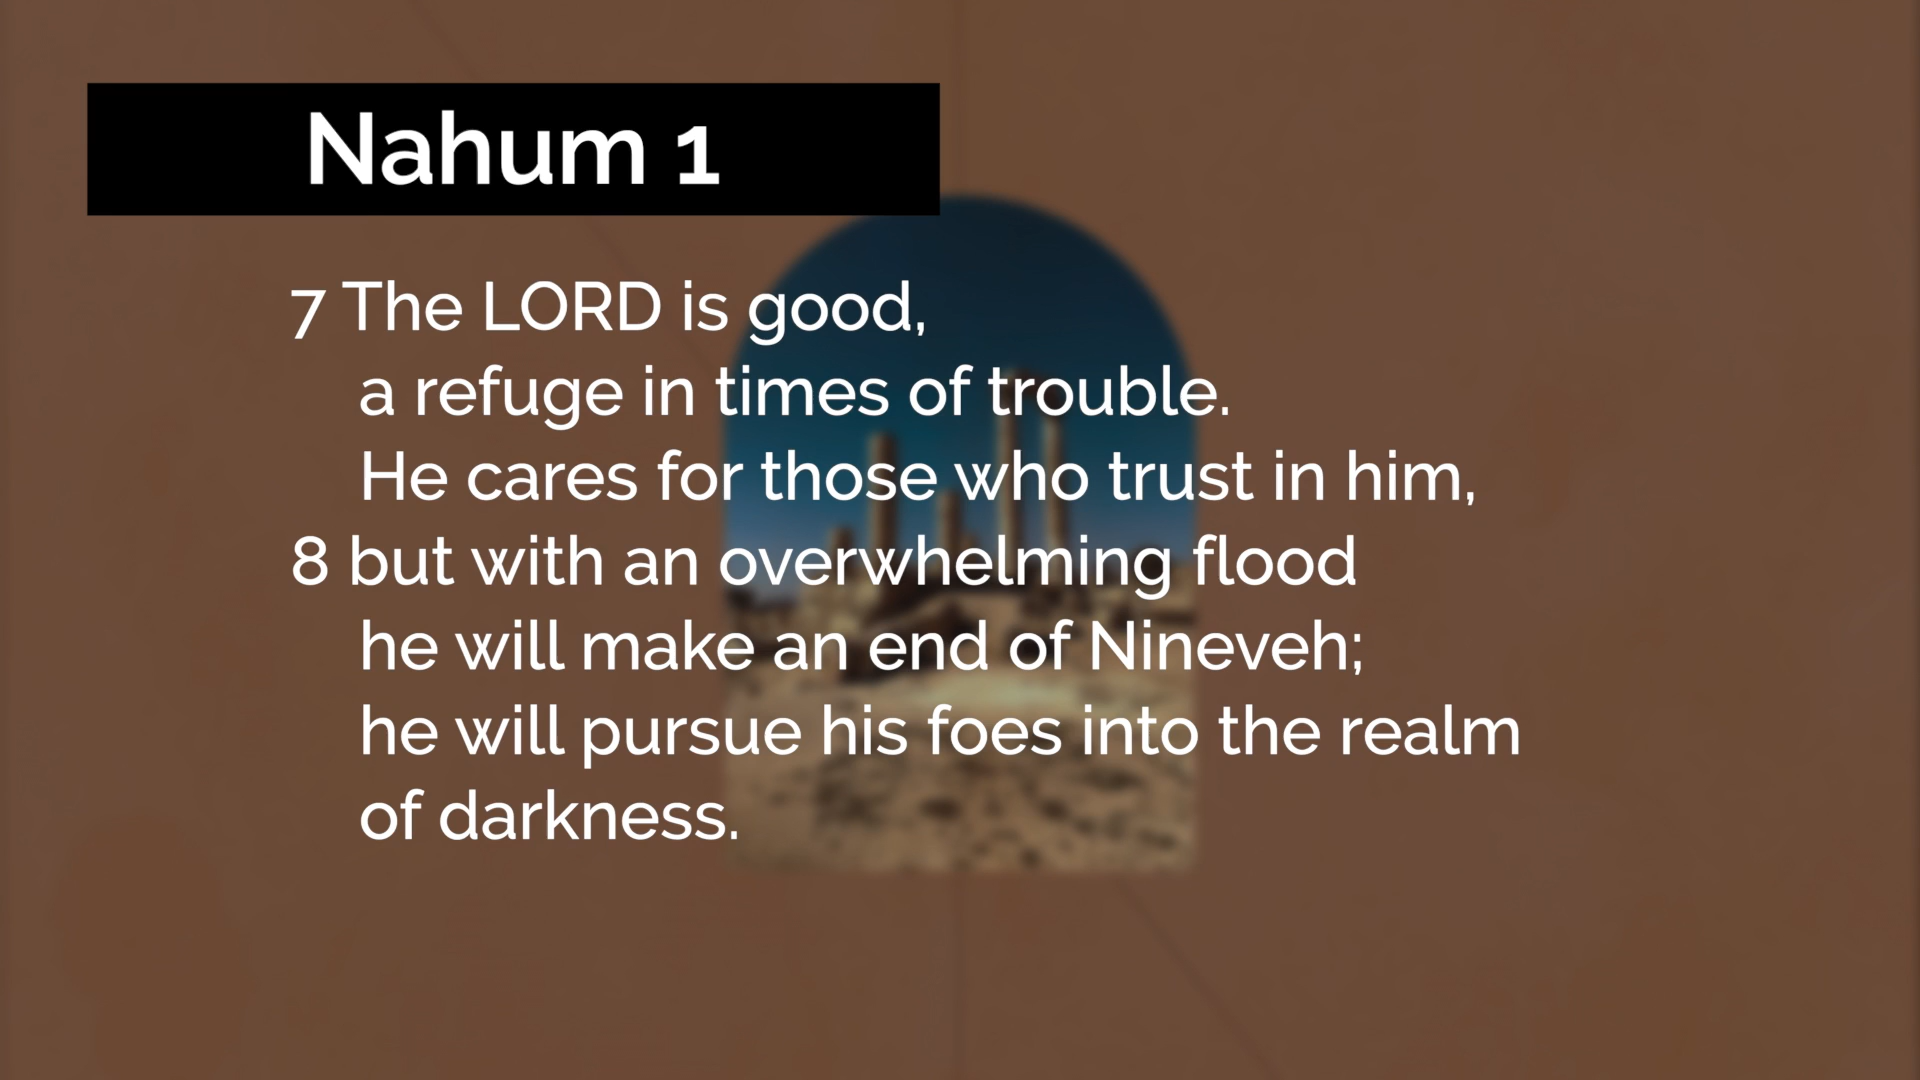 Nahum 1
7 The LORD is good,
a refuge in times of trouble.
He cares for those who trust in him,
8 but with an overwhelming flood
he will make an end of Nineveh;
he will pursue his foes into the realm
of darkness.